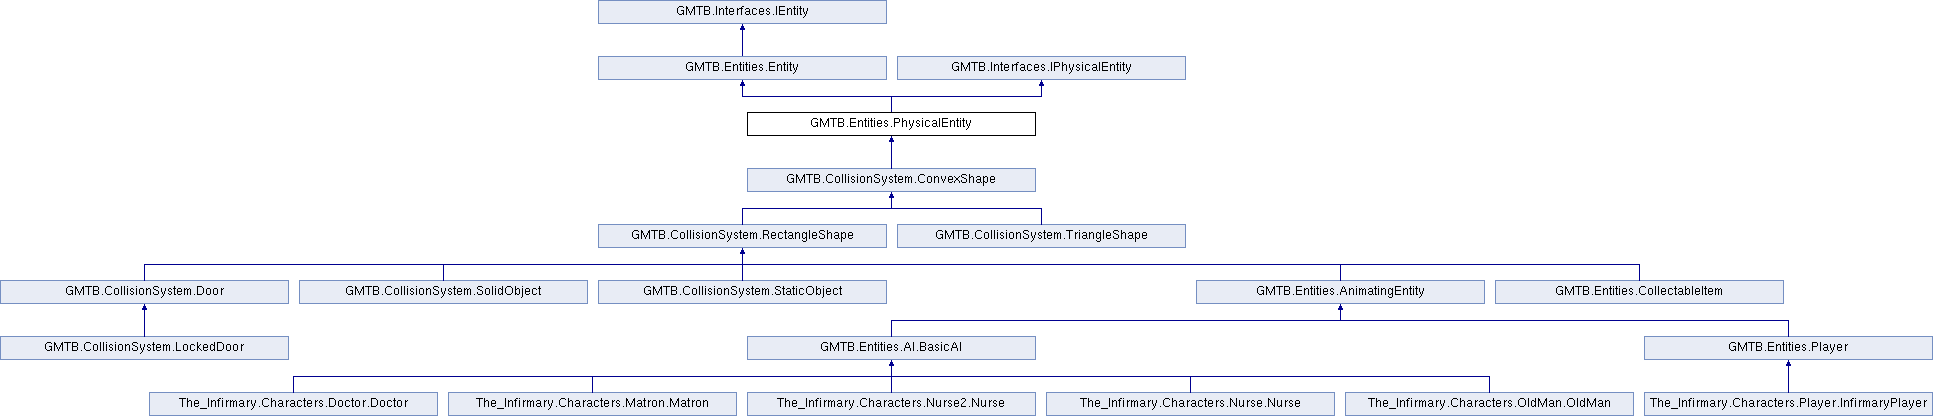 GMTB.Interfaces.IEntity
GMTB.Entities.Entity
GMTB.Interfaces.IPhysicalEntity
GMTB.Entities.PhysicalEntity
GMTB.CollisionSystem.ConvexShape
GMTB.CollisionSystem.RectangleShape
GMTB.CollisionSystem.TriangleShape
GMTB.CollisionSystem.Door
GMTB.CollisionSystem.SolidObject
GMTB.CollisionSystem.StaticObject
GMTB.Entities.AnimatingEntity
GMTB.Entities.CollectableItem
GMTB.CollisionSystem.LockedDoor
GMTB.Entities.AI.BasicAI
GMTB.Entities.Player
The_Infirmary.Characters.Doctor.Doctor
The_Infirmary.Characters.Matron.Matron
The_Infirmary.Characters.Nurse2.Nurse
The_Infirmary.Characters.Nurse.Nurse
The_Infirmary.Characters.OldMan.OldMan
The_Infirmary.Characters.Player.InfirmaryPlayer